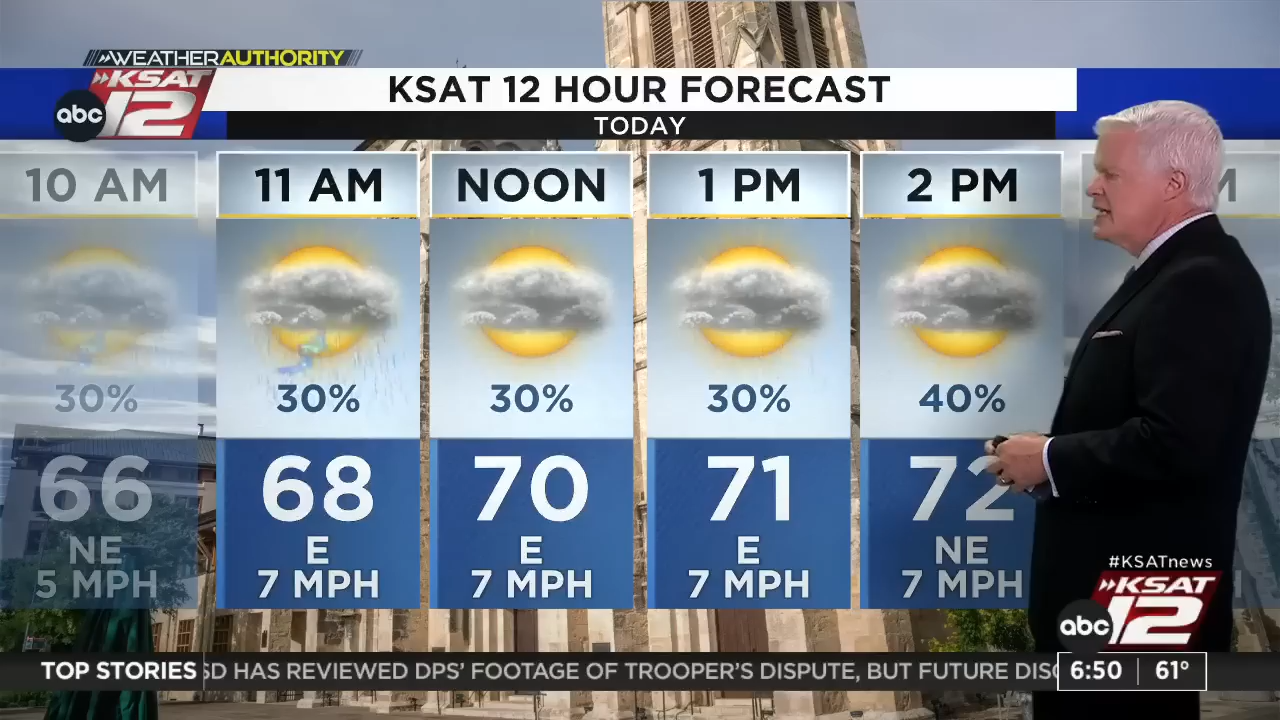 WEATHERAUTHORITY
KSAT
abc 12
KSAT 12 HOUR FORECAST
TODAY
10 AM 11 AM NOON 1 PM 2 PM M
30% 30% 30% 30% 40%
66 68 70 71 72
NE E E E NE
5 MPH 7 MPH 7 MPH 7 MPH 7 MPH
#KSATnews
KSAT
abc 12
TOP STORIES SD HAS REVIEWED DPS' FOOTAGE OF TROOPER'S DISPUTE, BUT FUTURE DISC
6:50 61°